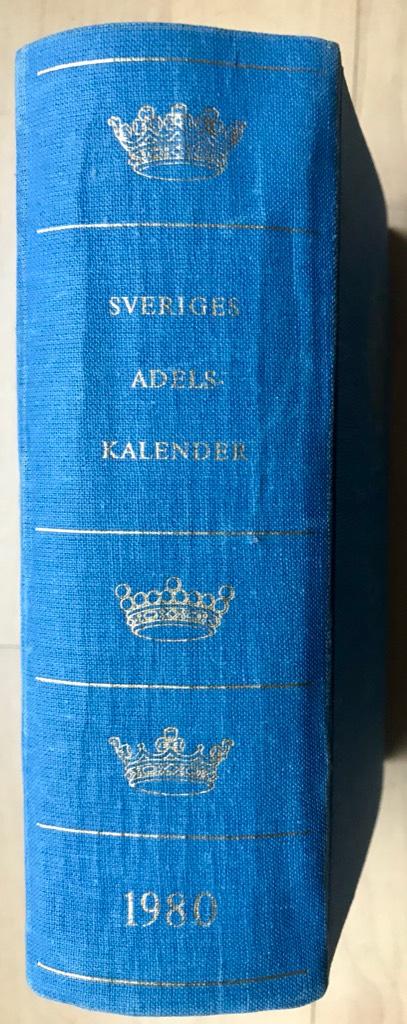 SVERIGES
ADELS-
KALENDER
1980